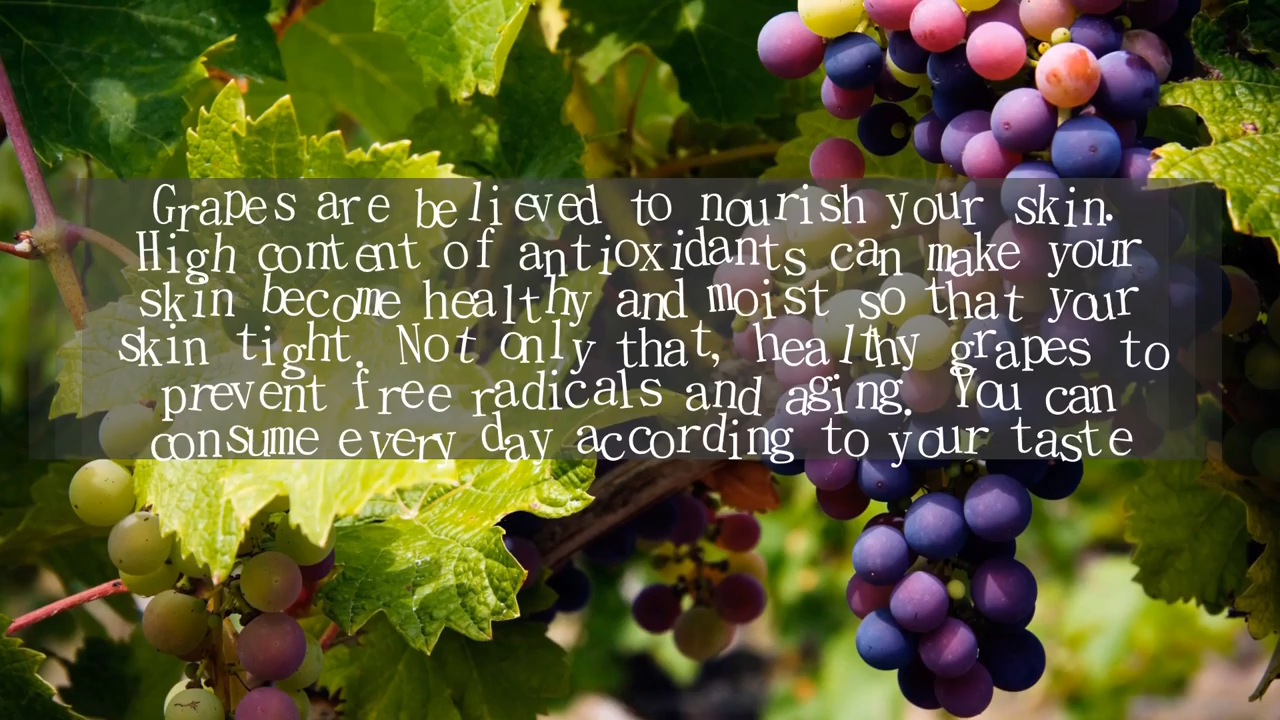 Grapes are believed to nourish your skin.
High content of antioxidants can make your
skin become healthy and moist so that your
skin tight. Not only that, healthy grapes to
prevent free radicals and aging. You can
consume every day according to your taste